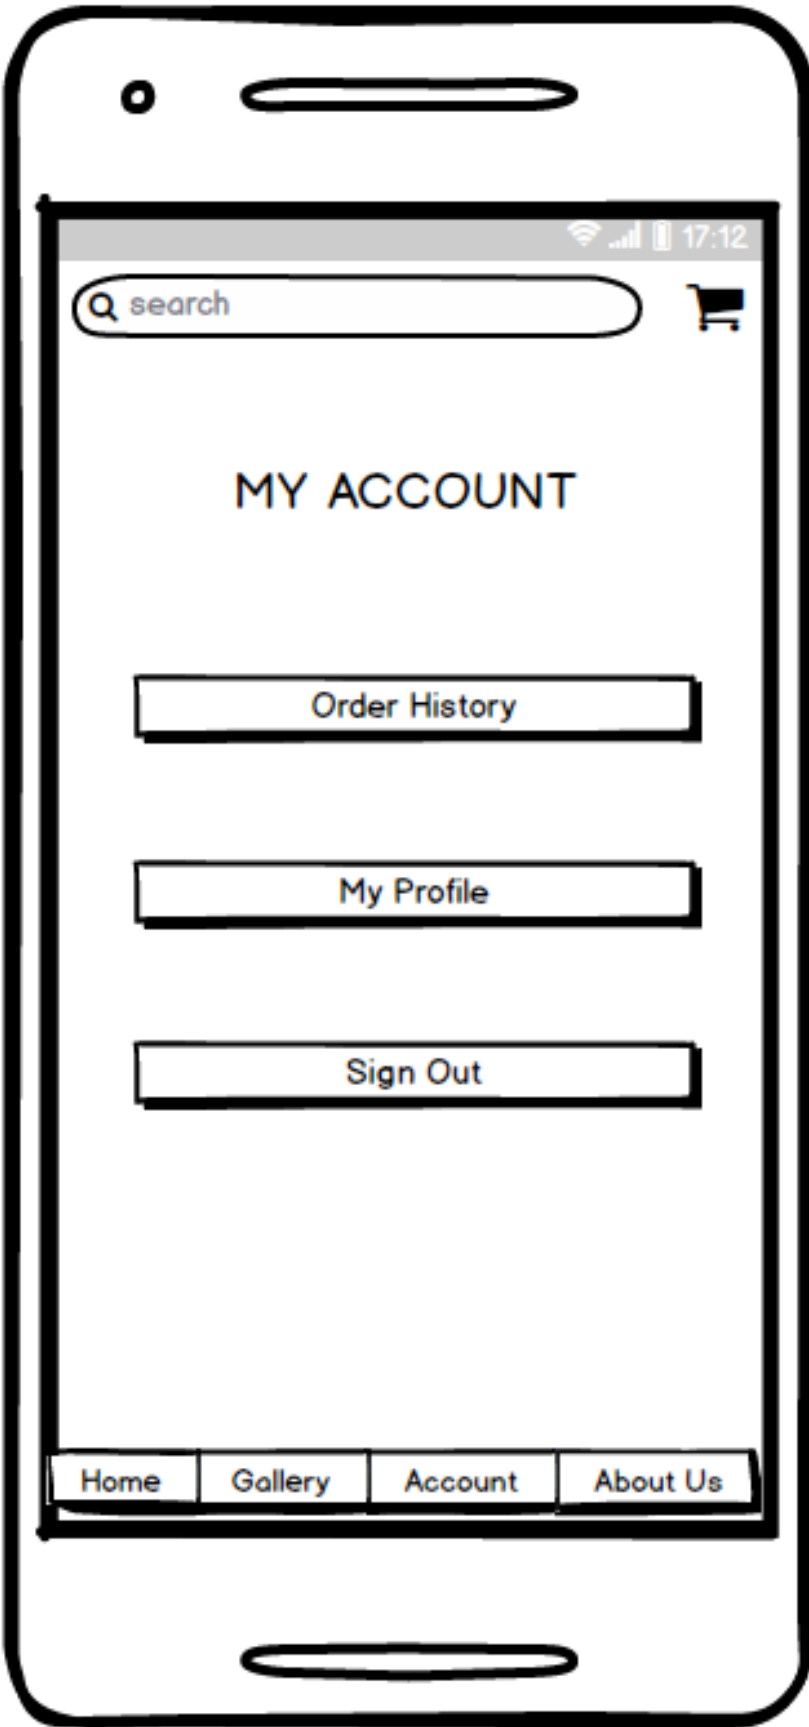 17:12
search
MY ACCOUNT
Order History
My Profile
Sign Out
Home Gallery Account About Us